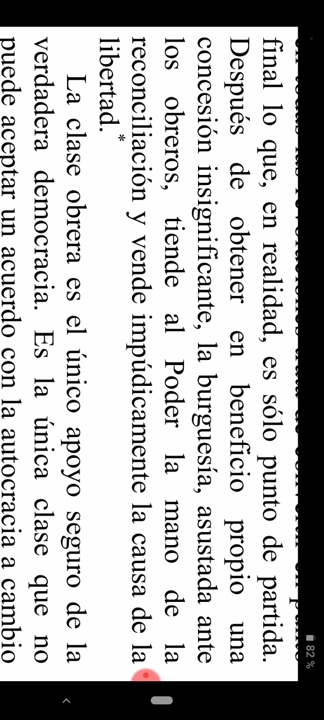 final lo que, en realidad, es sólo punto de partida.
Después de obtener en beneficio propio una
concesión insignificante, la burguesía, asustada ante
los obreros, tiende al Poder la mano de la
reconciliación y vende impúdicamente la causa de la
libertad.*
La clase obrera es el único apoyo seguro de la
verdadera democracia. Es la única clase que no
puede aceptar un acuerdo con la autocracia a cambio
82 %